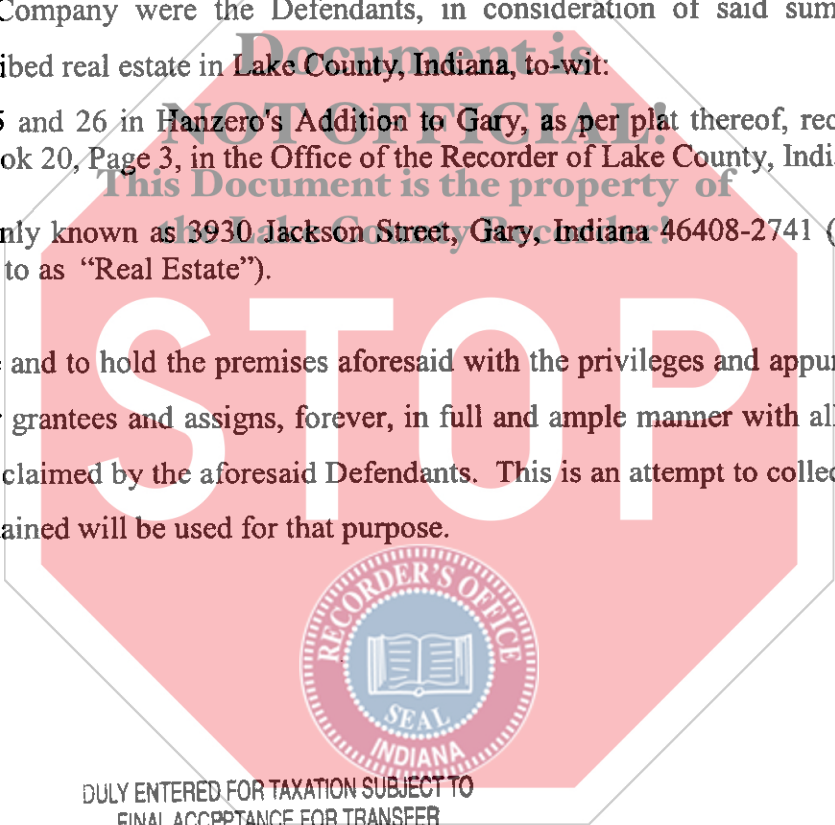 Company were the Defendants, in consideration of said sum
Document is
ibed real estate in Lake County, Indiana, to-wit:
NOT OFFICIAL!
and 26 in Hanzero's Addition to Gary, as per plat thereof, rec
ok 20, Page 3, in the Office of the Recorder of Lake County, Indi
This Document is the property of
the Lake County Recorder!
nly known as 3930 Jackson Street, Gary, Indiana 46408-2741 (
to as “Real Estate”).
STOP
and to hold the premises aforesaid with the privileges and appur
grantees and assigns, forever, in full and ample manner with all
claimed by the aforesaid Defendants. This is an attempt to collec
ained will be used for that purpose.
RECORDER'S OFFICE
SEAL
INDIANA
DULY ENTERED FOR TAXATION SUBJECT TO
FINAL ACCEPTANCE FOR TRANSFER